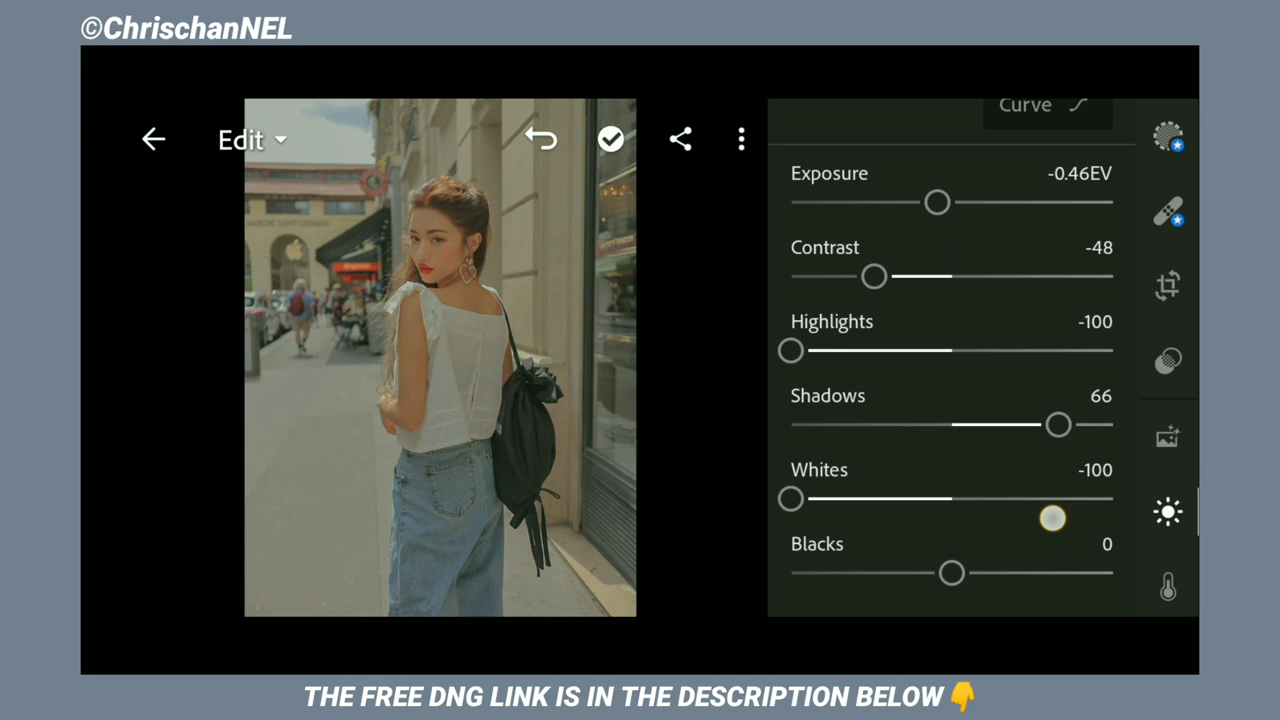 ©ChrischanNEL
Curve
Edit
Exposure -0.46EV
Contrast -48
Highlights -100
Shadows 66
Whites -100
Blacks 0
THE FREE DNG LINK IS IN THE DESCRIPTION BELOW👇